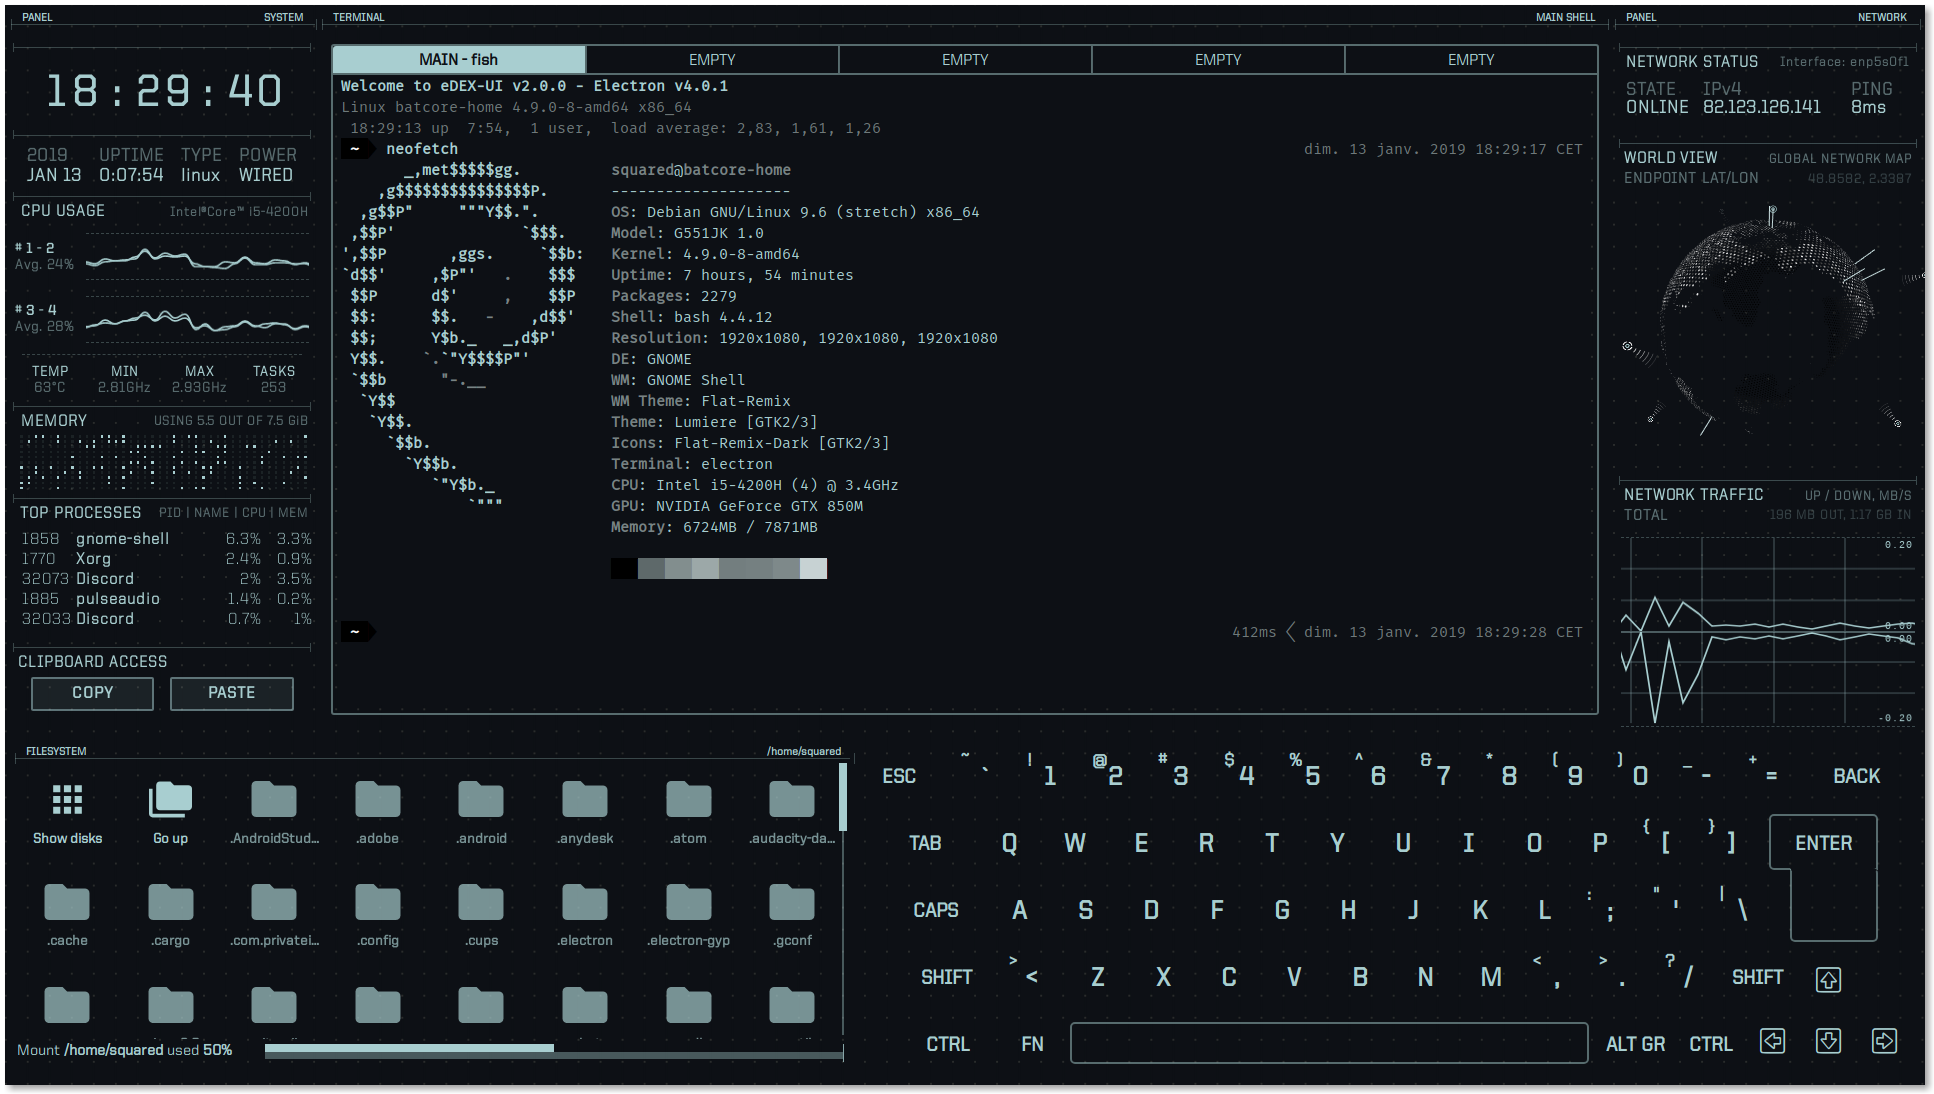 PANEL SYSTEM
18:29:40
2019 UPTIME TYPE POWER
JAN 13 0:07:54 linux WIRED
CPU USAGE Intel®Core™ i5-4200H
# 1 - 2
Avg. 24%
# 3 - 4
Avg. 28%
TEMP MIN MAX TASKS
63°C 2.81GHz 2.93GHz 253
MEMORY USING 5.5 OUT OF 7.5 GiB
TOP PROCESSES PID | NAME | CPU | MEM
1858 gnome-shell 6.3% 3.3%
1770 Xorg 2.4% 0.9%
32073 Discord 2% 3.5%
1885 pulseaudio 1.4% 0.2%
32033 Discord 0.7% 1%
CLIPBOARD ACCESS
COPY PASTE
TERMINAL MAIN SHELL
MAIN - fish EMPTY EMPTY EMPTY EMPTY
Welcome to eDEX-UI v2.0.0 - Electron v4.0.1
Linux batcore-home 4.9.0-8-amd64 x86_64
18:29:13 up 7:54, 1 user, load average: 2,83, 1,61, 1,26
~ neofetch dim. 13 janv. 2019 18:29:17 CET
_,met$$$$$gg. squared@batcore-home
,g$$$$$$$$$$$$$$$P. --------------------
,g$$P" """Y$$.". OS: Debian GNU/Linux 9.6 (stretch) x86_64
,$$P' `$$$. Model: G551JK 1.0
',$$P ,ggs. `$$b: Kernel: 4.9.0-8-amd64
`d$$' ,$P"' . $$$ Uptime: 7 hours, 54 minutes
$$P d$' , $$P Packages: 2279
$$: $$. - ,d$$' Shell: bash 4.4.12
$$; Y$b._ _,d$P' Resolution: 1920x1080, 1920x1080, 1920x1080
Y$$. `.`"Y$$$$P"' DE: GNOME
`$$b "-.__ WM: GNOME Shell
`Y$$ WM Theme: Flat-Remix
`Y$$. Theme: Lumiere [GTK2/3]
`$$b. Icons: Flat-Remix-Dark [GTK2/3]
`Y$$b. Terminal: electron
`"Y$b._ CPU: Intel i5-4200H (4) @ 3.4GHz
`""" GPU: NVIDIA GeForce GTX 850M
Memory: 6724MB / 7871MB
~ 412ms dim. 13 janv. 2019 18:29:28 CET
PANEL NETWORK
NETWORK STATUS Interface: enp5s0f1
STATE IPv4 PING
ONLINE 82.123.126.141 8ms
WORLD VIEW GLOBAL NETWORK MAP
ENDPOINT LAT/LON 48.8582, 2.3387
NETWORK TRAFFIC UP / DOWN, MB/S
TOTAL 196 MB OUT, 1.17 GB IN
0.20
0.00
0.00
-0.20
FILESYSTEM /home/squared
Show disks Go up .AndroidStud... .adobe .android .anydesk .atom .audacity-da...
.cache .cargo .com.privatei... .config .cups .electron .electron-gyp .gconf
Mount /home/squared used 50%
ESC ~ ` ! 1 @ 2 # 3 $ 4 % 5 ^ 6 & 7 * 8 ( 9 ) 0 _ - + = BACK
TAB Q W E R T Y U I O P { [ } ] ENTER
CAPS A S D F G H J K L : ; " ' | \
SHIFT > < Z X C V B N M < , > . ? / SHIFT
CTRL FN ALT GR CTRL